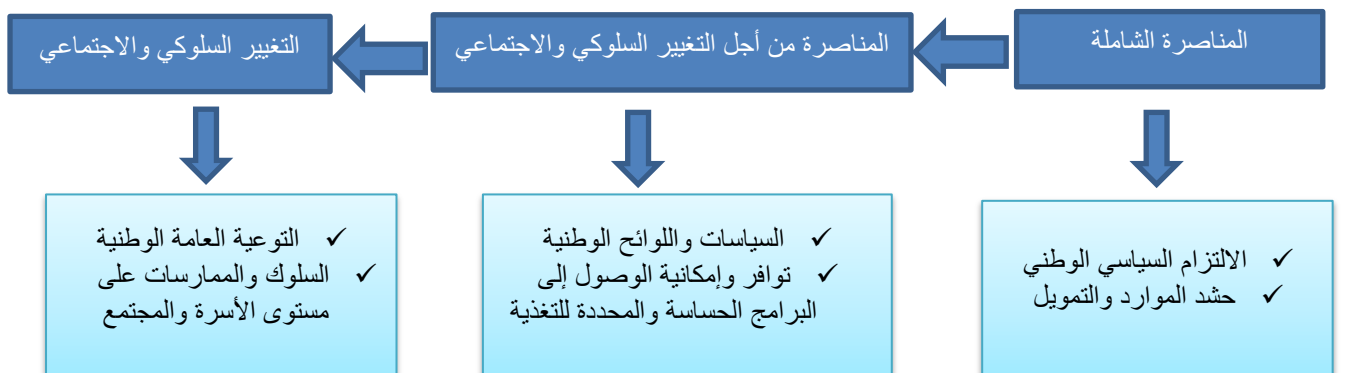 المناصرة الشاملة
المناصرة من أجل التغيير السلوكي والاجتماعي
التغيير السلوكي والاجتماعي
✓ الالتزام السياسي الوطني
✓ حشد الموارد والتمويل
✓ السياسات واللوائح الوطنية
✓ توافر وإمكانية الوصول إلى
البرامج الحساسة والمحددة للتغذية
✓ التوعية العامة الوطنية
✓ السلوك والممارسات على
مستوى الأسرة والمجتمع